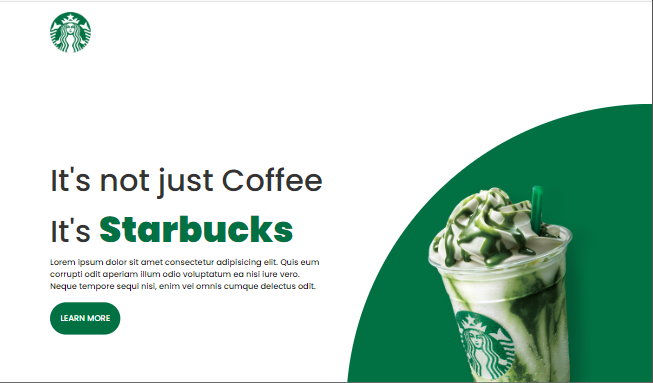 It's not just Coffee
It's Starbucks
Lorem ipsum dolor sit amet consectetur adipisicing elit. Quis eum
corrupti odit aperiam illum odio voluptatum ea nisi iure vero.
Neque tempore sequi nisi, enim vel omnis cumque delectus odit.
LEARN MORE